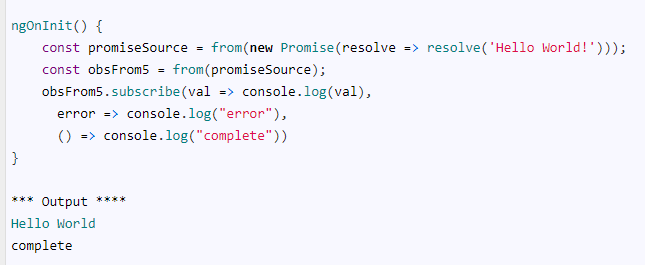 ngOnInit() {
    const promiseSource = from(new Promise(resolve => resolve('Hello World!')));
    const obsFrom5 = from(promiseSource);
    obsFrom5.subscribe(val => console.log(val),
      error => console.log("error"),
      () => console.log("complete"))
}
*** Output ****
Hello World
complete